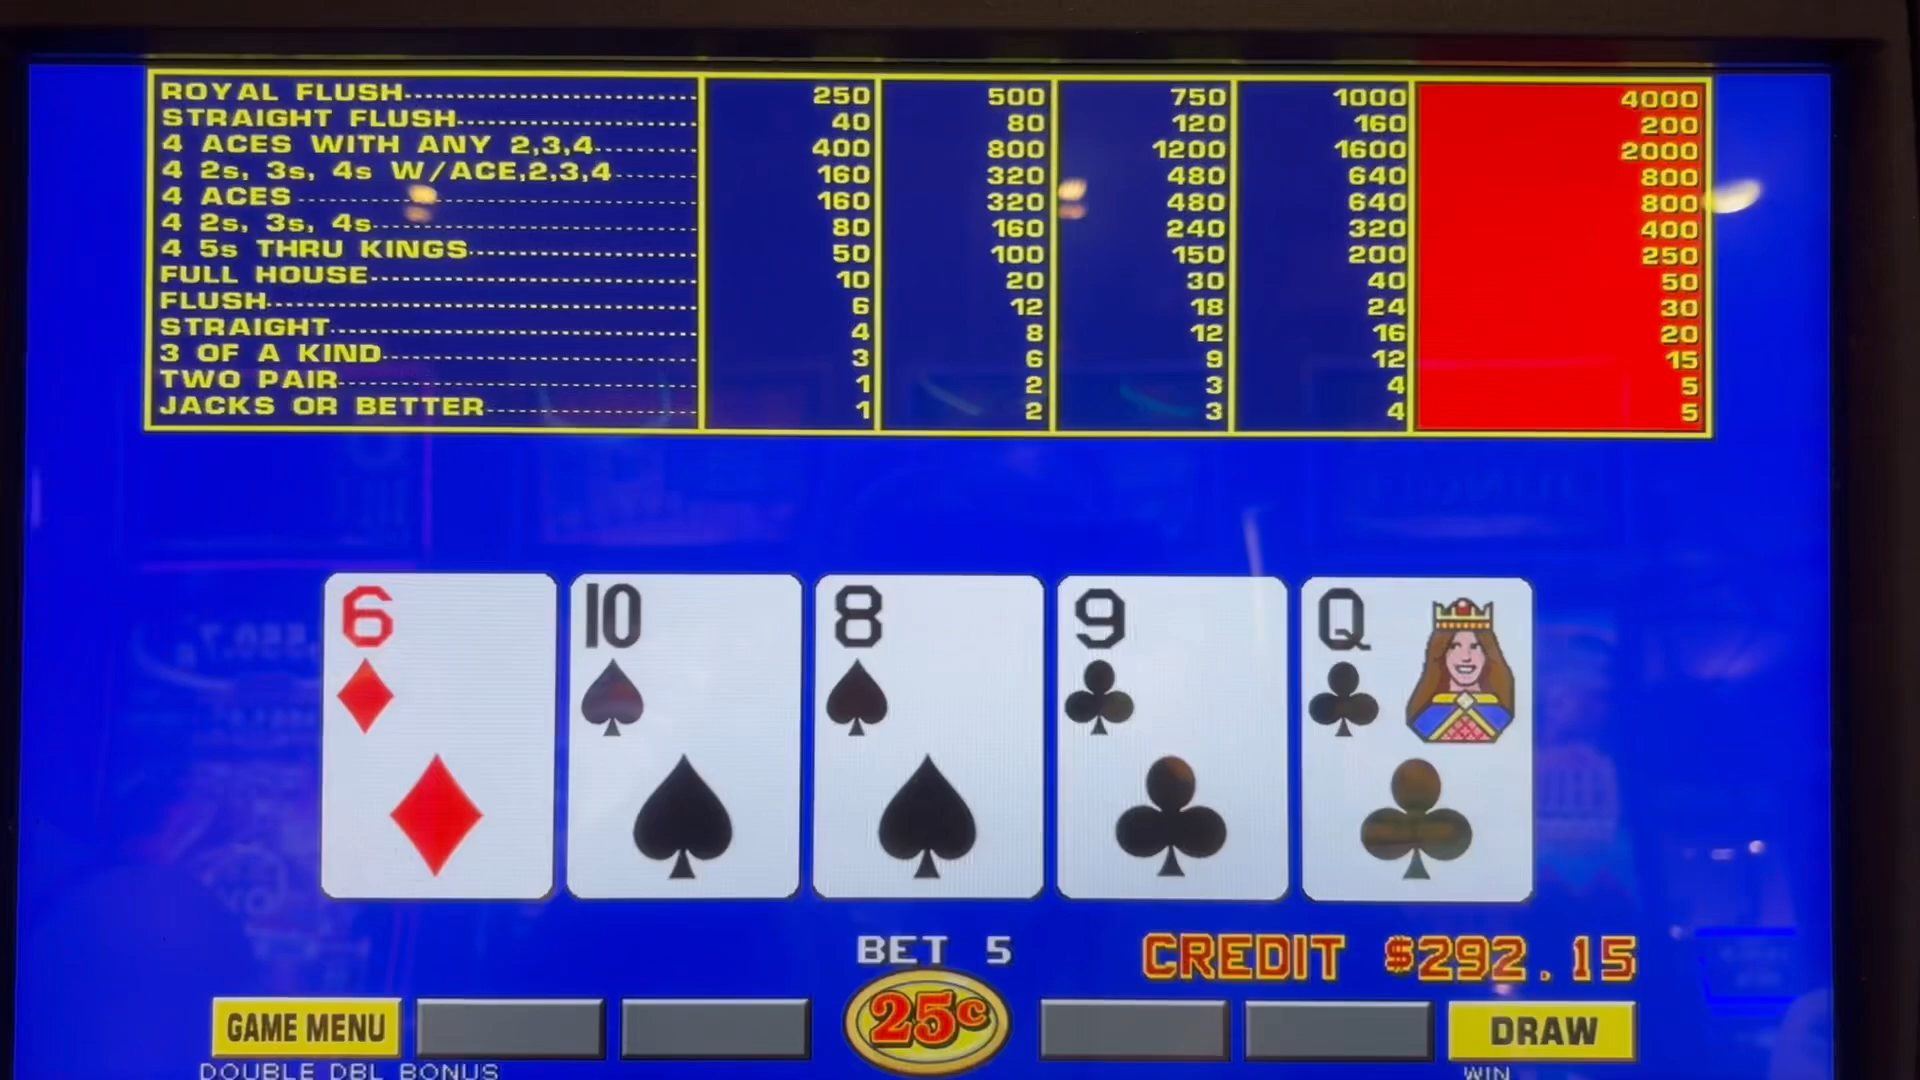 ROYAL FLUSH 250 500 750 1000 4000
STRAIGHT FLUSH 40 80 120 160 200
4 ACES WITH ANY 2,3,4 400 800 1200 1600 2000
4 2s, 3s, 4s W/ACE,2,3,4 160 320 480 640 800
4 ACES 160 320 480 640 800
4 2s, 3s, 4s 80 160 240 320 400
4 5s THRU KINGS 50 100 150 200 250
FULL HOUSE 10 20 30 40 50
FLUSH 6 12 18 24 30
STRAIGHT 4 8 12 16 20
3 OF A KIND 3 6 9 12 15
TWO PAIR 1 2 3 4 5
JACKS OR BETTER 1 2 3 4 5
6 10 8 9 Q
BET 5 CREDIT $292.15
GAME MENU 25¢ DRAW
DOUBLE DBL BONUS WIN